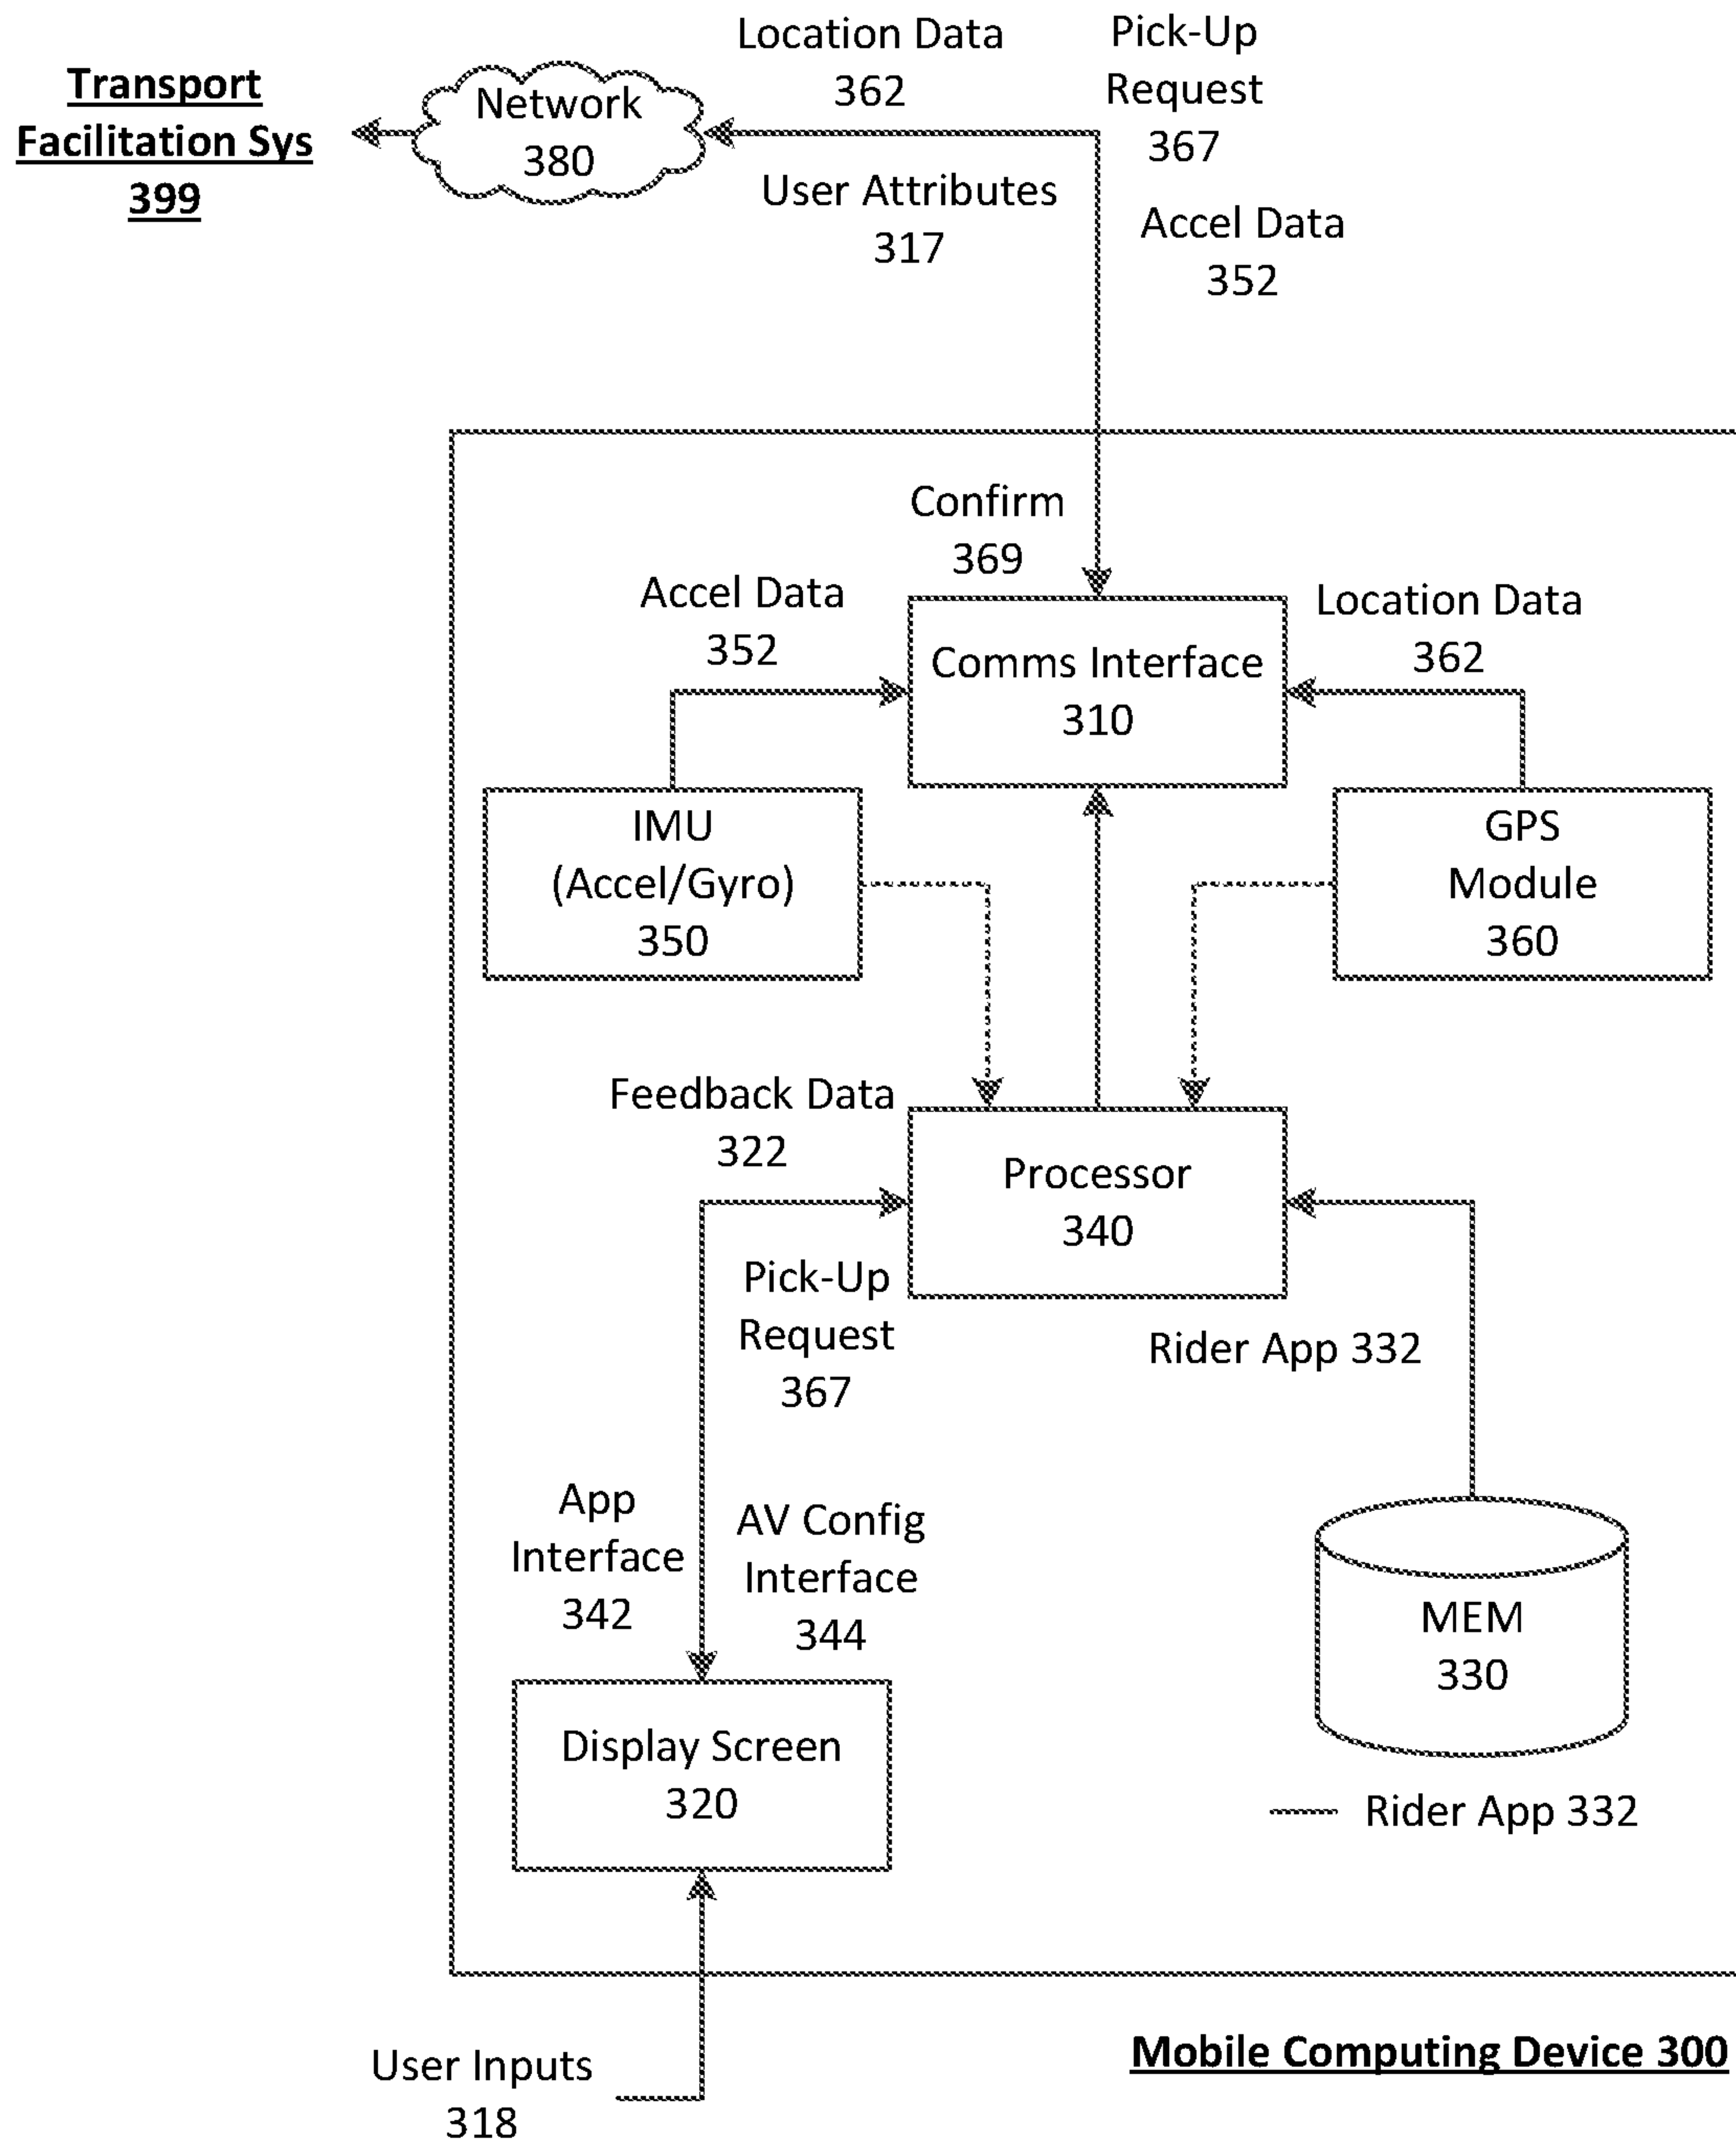 Transport
Facilitation Sys
399
Network
380
Location Data
362
User Attributes
317
Pick-Up
Request
367
Accel Data
352
Confirm
369
Accel Data
352
Comms Interface
310
Location Data
362
IMU
(Accel/Gyro)
350
GPS
Module
360
Feedback Data
322
Processor
340
Pick-Up
Request
367
Rider App 332
App
Interface
342
AV Config
Interface
344
MEM
330
Display Screen
320
Rider App 332
Mobile Computing Device 300
User Inputs
318